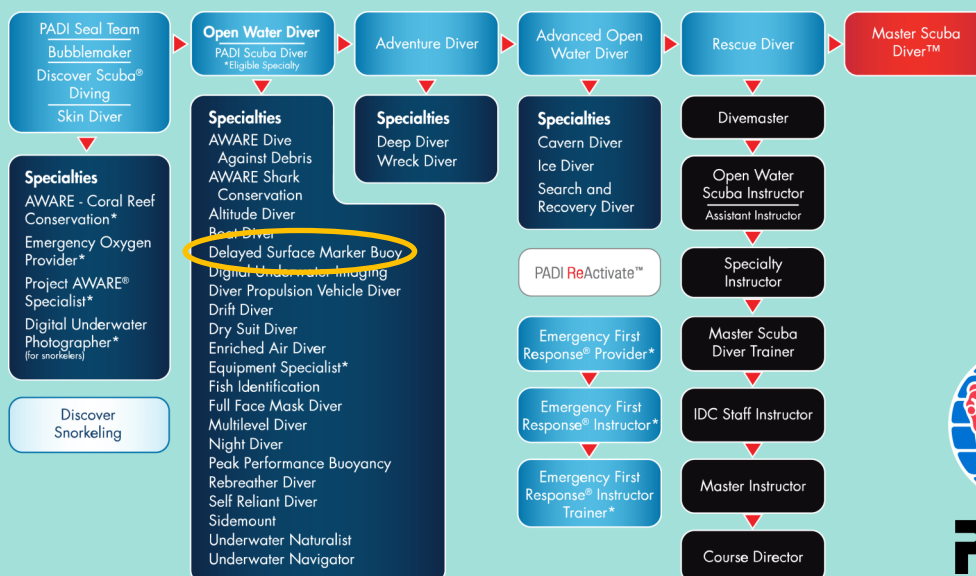 PADI Seal Team
Bubblemaker
Discover Scuba®
Diving
Skin Diver
Specialties
AWARE - Coral Reef
Conservation*
Emergency Oxygen
Provider*
Project AWARE®
Specialist*
Digital Underwater
Photographer*
(for snorkelers)
Discover
Snorkeling
Open Water Diver
PADI Scuba Diver
*Eligible Specialty
Specialties
AWARE Dive
Against Debris
AWARE Shark
Conservation
Altitude Diver
Boat Diver
Delayed Surface Marker Buoy
Digital Underwater Imaging
Diver Propulsion Vehicle Diver
Drift Diver
Dry Suit Diver
Enriched Air Diver
Equipment Specialist*
Fish Identification
Full Face Mask Diver
Multilevel Diver
Night Diver
Peak Performance Buoyancy
Rebreather Diver
Self Reliant Diver
Sidemount
Underwater Naturalist
Underwater Navigator
Adventure Diver
Specialties
Deep Diver
Wreck Diver
Advanced Open
Water Diver
Specialties
Cavern Diver
Ice Diver
Search and
Recovery Diver
PADI ReActivate™
Emergency First
Response® Provider*
Emergency First
Response® Instructor*
Emergency First
Response® Instructor
Trainer*
Rescue Diver
Divemaster
Open Water
Scuba Instructor
Assistant Instructor
Specialty
Instructor
Master Scuba
Diver Trainer
IDC Staff Instructor
Master Instructor
Course Director
Master Scuba
Diver™